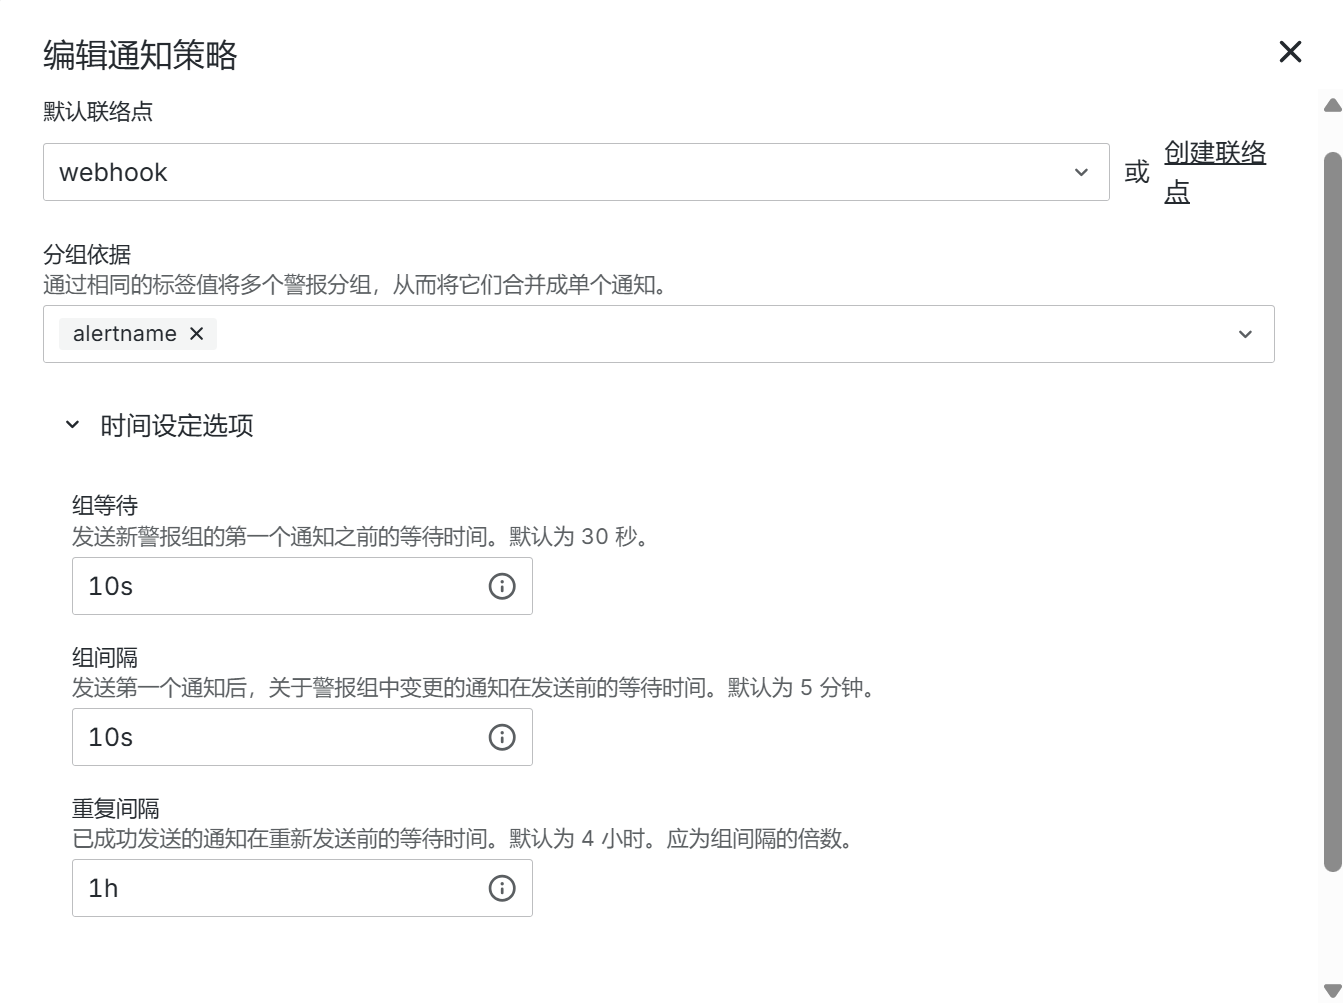 编辑通知策略
默认联络点
webhook
或
创建联络
点
分组依据
通过相同的标签值将多个警报分组，从而将它们合并成单个通知。
alertname
时间设定选项
组等待
发送新警报组的第一个通知之前的等待时间。默认为 30 秒。
10s
组间隔
发送第一个通知后，关于警报组中变更的通知在发送前的等待时间。默认为 5 分钟。
10s
重复间隔
已成功发送的通知在重新发送前的等待时间。默认为 4 小时。应为组间隔的倍数。
1h